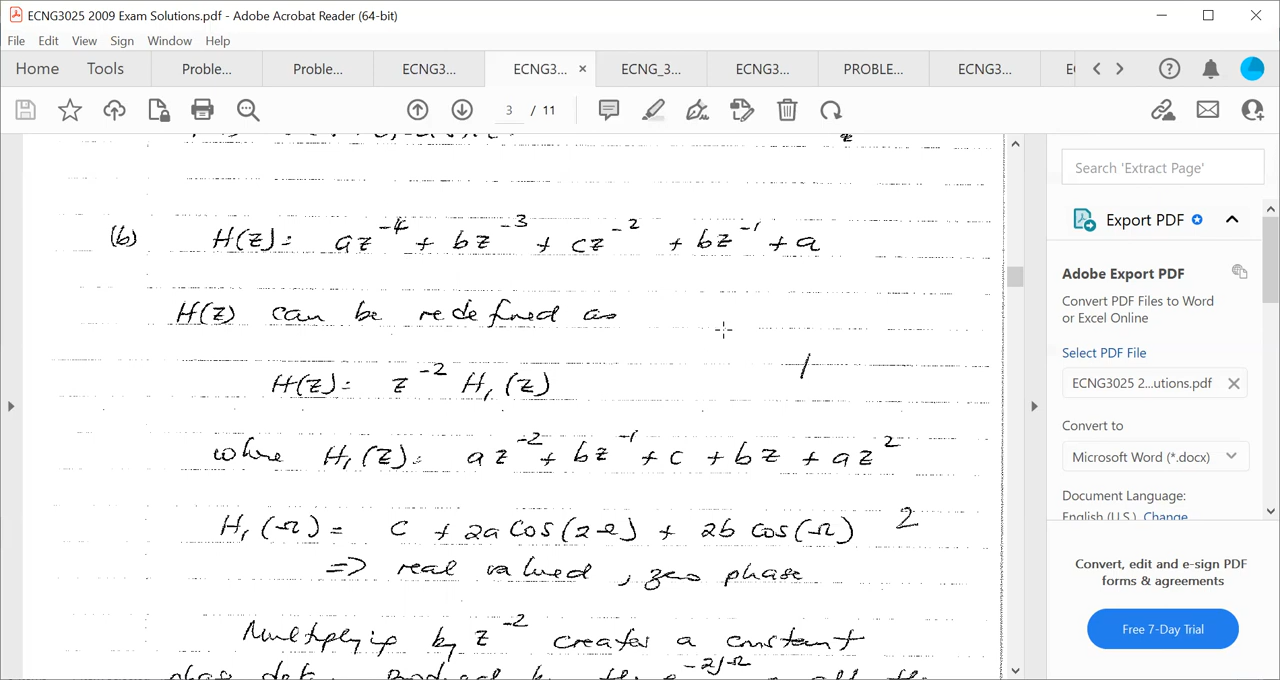 ECNG3025 2009 Exam Solutions.pdf - Adobe Acrobat Reader (64-bit)
File Edit View Sign Window Help
Home Tools Proble... Proble... ECNG3... ECNG3... × ECNG_3... ECNG3... PROBLE... ECNG3...
3 / 11
(b) H(z) = az^-4 + bz^-3 + cz^-2 + bz^-1 + a
H(z) can be redefined as
H(z) = z^-2 H₁(z) 1
where H₁(z) = az^-2 + bz^-1 + c + bz + az^2
H₁(Ω) = c + 2a cos(2Ω) + 2b cos(Ω) 2
=> real valued, zero phase
Multiplying by z^-2 creates a constant
Search 'Extract Page'
Export PDF
Adobe Export PDF
Convert PDF Files to Word
or Excel Online
Select PDF File
ECNG3025 2...utions.pdf
Convert to
Microsoft Word (*.docx)
Document Language:
English (U.S.) Change
Convert, edit and e-sign PDF
forms & agreements
Free 7-Day Trial